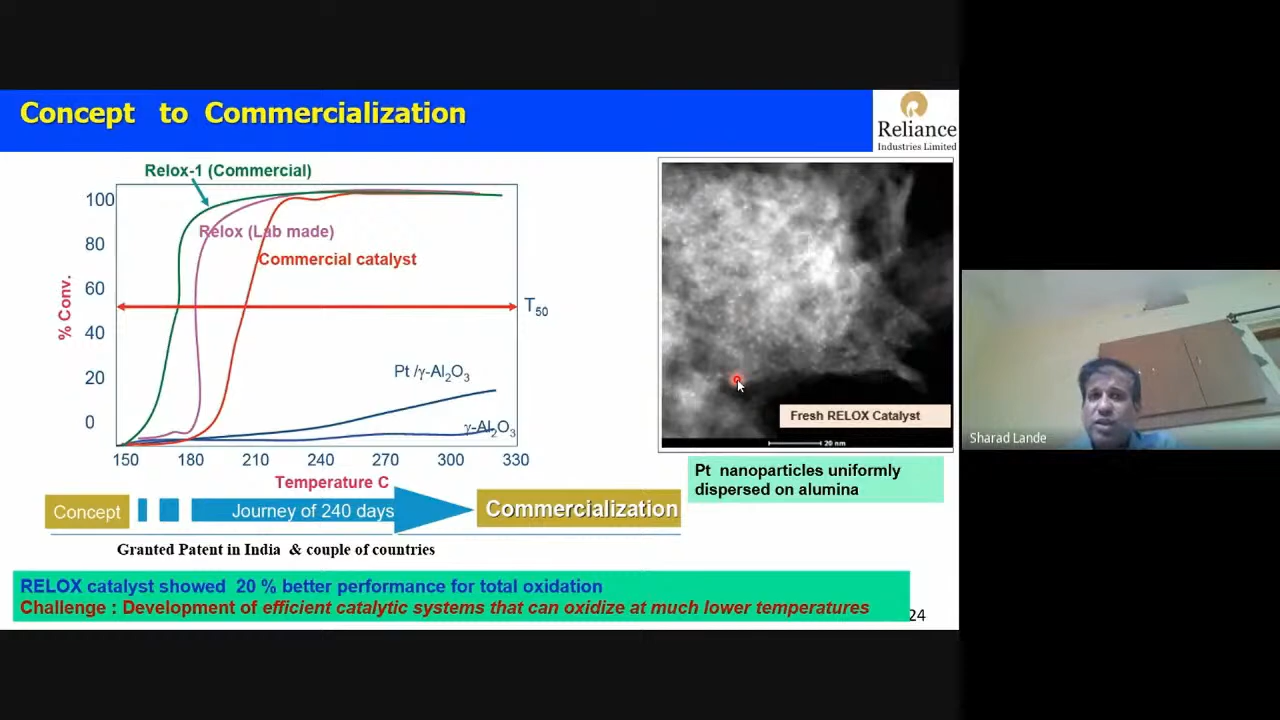 Concept to Commercialization
Reliance
Industries Limited
Relox-1 (Commercial)
Relox (Lab made)
Commercial catalyst
% Conv.
100
80
60
40
20
0
T50
Pt /γ-Al2O3
γ-Al2O3
150 180 210 240 270 300 330
Temperature C
Fresh RELOX Catalyst
20 nm
Pt nanoparticles uniformly
dispersed on alumina
Concept
Journey of 240 days
Commercialization
Granted Patent in India & couple of countries
RELOX catalyst showed 20 % better performance for total oxidation
Challenge : Development of efficient catalytic systems that can oxidize at much lower temperatures
24
Sharad Lande